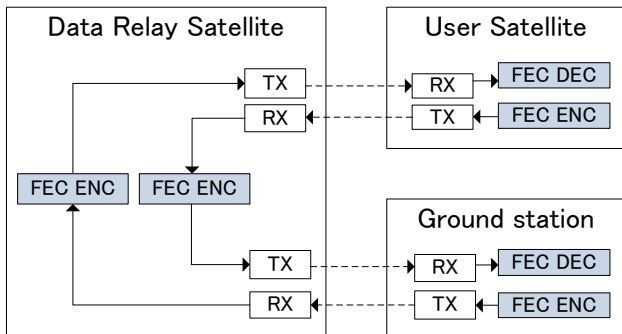 Data Relay Satellite
TX
RX
FEC ENC
FEC ENC
TX
RX
User Satellite
RX
FEC DEC
TX
FEC ENC
Ground station
RX
FEC DEC
TX
FEC ENC